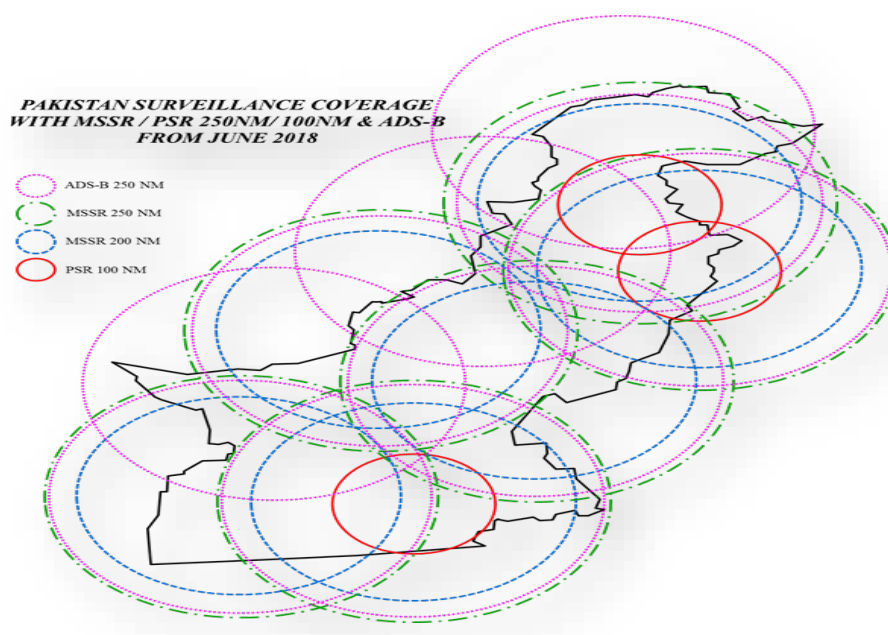 PAKISTAN SURVEILLANCE COVERAGE
WITH MSSR / PSR 250NM/ 100NM & ADS-B
FROM JUNE 2018
ADS-B 250 NM
MSSR 250 NM
MSSR 200 NM
PSR 100 NM